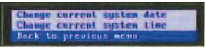 Change current system date
Change current system time
Back to previous menu